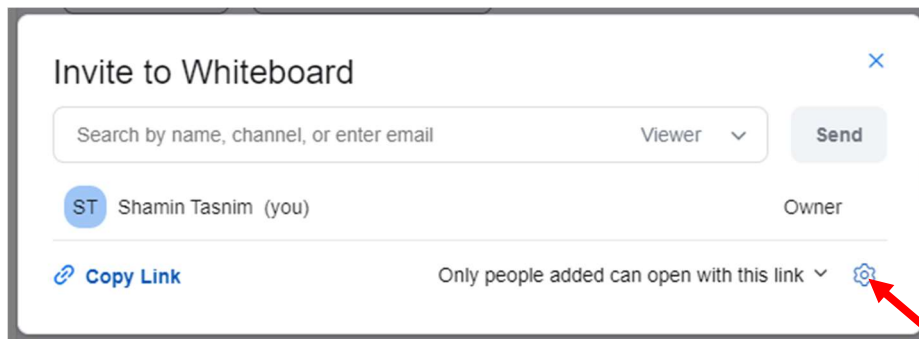 Invite to Whiteboard
Search by name, channel, or enter email Viewer Send
ST Shamin Tasnim (you) Owner
Copy Link Only people added can open with this link